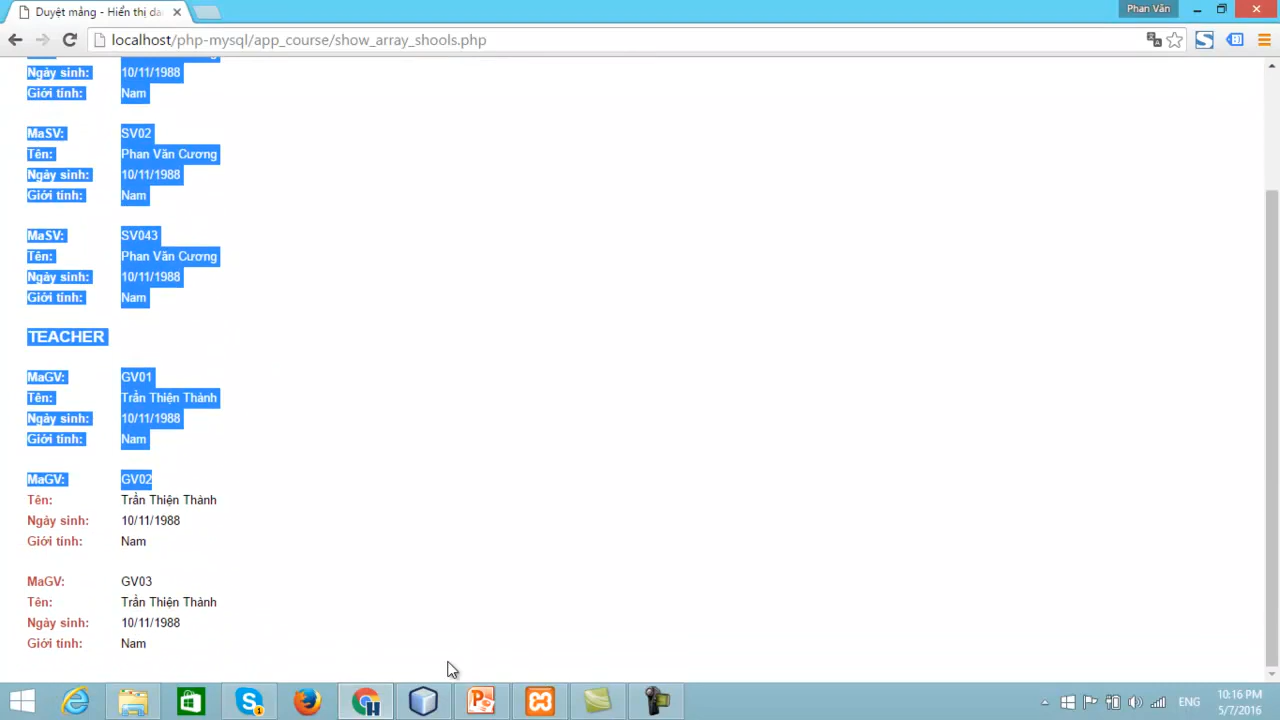 Duyệt mảng - Hiển thị da
Phan Văn
localhost/php-mysql/app_course/show_array_shools.php
Ngày sinh: 10/11/1988
Giới tính: Nam
MaSV: SV02
Tên: Phan Văn Cương
Ngày sinh: 10/11/1988
Giới tính: Nam
MaSV: SV043
Tên: Phan Văn Cương
Ngày sinh: 10/11/1988
Giới tính: Nam
TEACHER
MaGV: GV01
Tên: Trần Thiện Thành
Ngày sinh: 10/11/1988
Giới tính: Nam
MaGV: GV02
Tên: Trần Thiện Thành
Ngày sinh: 10/11/1988
Giới tính: Nam
MaGV: GV03
Tên: Trần Thiện Thành
Ngày sinh: 10/11/1988
Giới tính: Nam
ENG
10:16 PM
5/7/2016